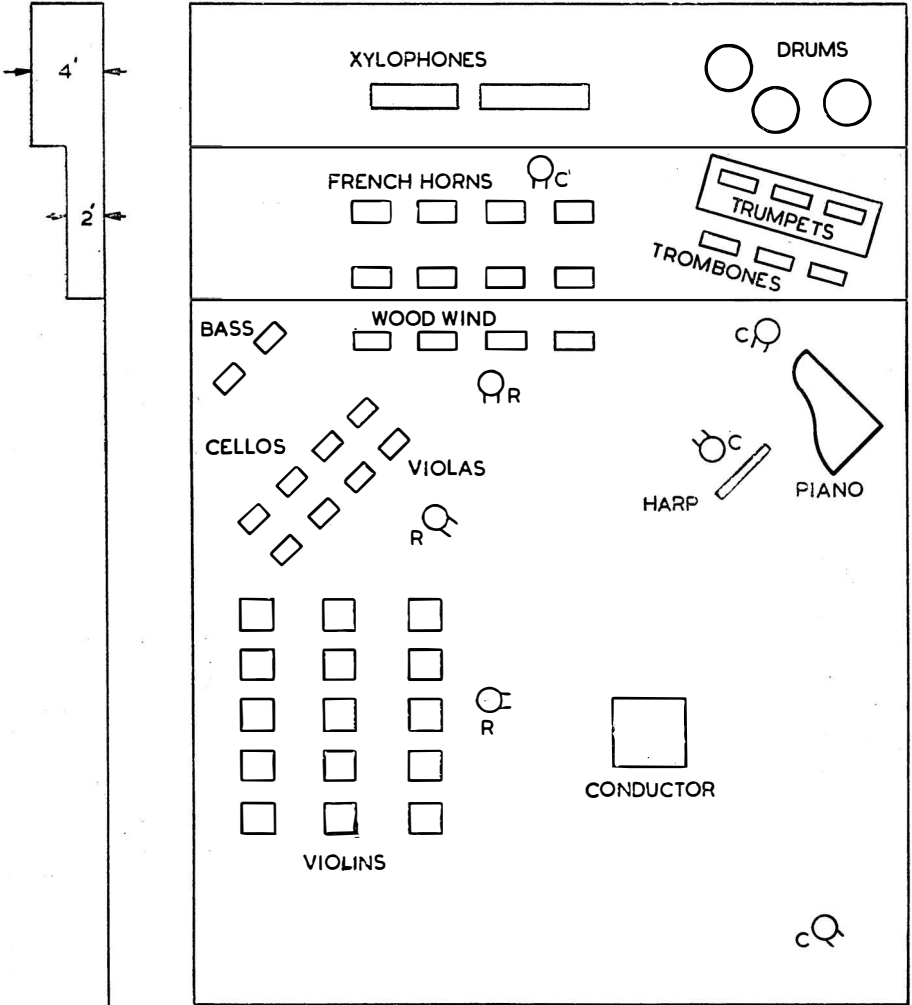 4'
XYLOPHONES
DRUMS
FRENCH HORNS
C'
2'
TRUMPETS
TROMBONES
BASS
WOOD WIND
C
R
CELLOS
VIOLAS
C
HARP
PIANO
R
R
CONDUCTOR
VIOLINS
C